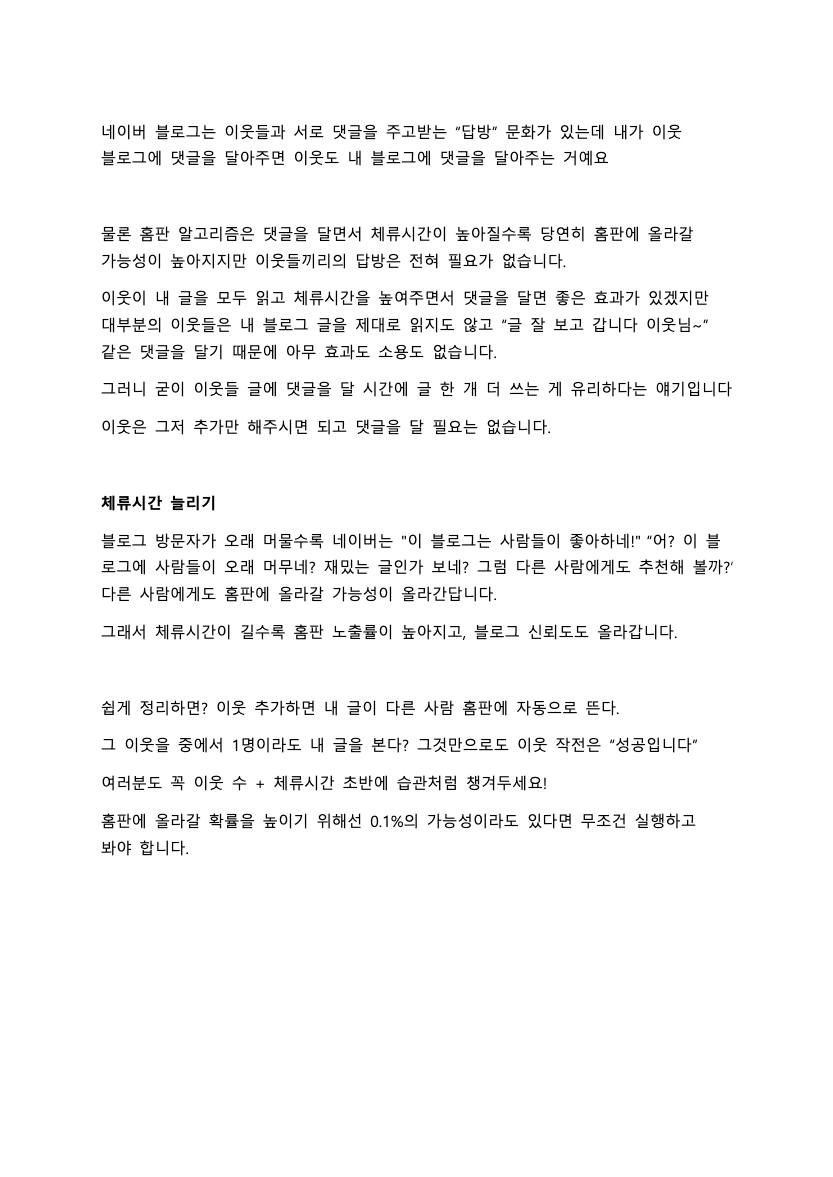 네이버 블로그는 이웃들과 서로 댓글을 주고받는 “답방” 문화가 있는데 내가 이웃
블로그에 댓글을 달아주면 이웃도 내 블로그에 댓글을 달아주는 거예요
물론 홈판 알고리즘은 댓글을 달면서 체류시간이 높아질수록 당연히 홈판에 올라갈
가능성이 높아지지만 이웃들끼리의 답방은 전혀 필요가 없습니다.
이웃이 내 글을 모두 읽고 체류시간을 높여주면서 댓글을 달면 좋은 효과가 있겠지만
대부분의 이웃들은 내 블로그 글을 제대로 읽지도 않고 “글 잘 보고 갑니다 이웃님~”
같은 댓글을 달기 때문에 아무 효과도 소용도 없습니다.
그러니 굳이 이웃들 글에 댓글을 달 시간에 글 한 개 더 쓰는 게 유리하다는 얘기입니다
이웃은 그저 추가만 해주시면 되고 댓글을 달 필요는 없습니다.
체류시간 늘리기
블로그 방문자가 오래 머물수록 네이버는 "이 블로그는 사람들이 좋아하네!" “어? 이 블
로그에 사람들이 오래 머무네? 재밌는 글인가 보네? 그럼 다른 사람에게도 추천해 볼까?’
다른 사람에게도 홈판에 올라갈 가능성이 올라간답니다.
그래서 체류시간이 길수록 홈판 노출률이 높아지고, 블로그 신뢰도도 올라갑니다.
쉽게 정리하면? 이웃 추가하면 내 글이 다른 사람 홈판에 자동으로 뜬다.
그 이웃을 중에서 1명이라도 내 글을 본다? 그것만으로도 이웃 작전은 “성공입니다”
여러분도 꼭 이웃 수 + 체류시간 초반에 습관처럼 챙겨두세요!
홈판에 올라갈 확률을 높이기 위해선 0.1%의 가능성이라도 있다면 무조건 실행하고
봐야 합니다.